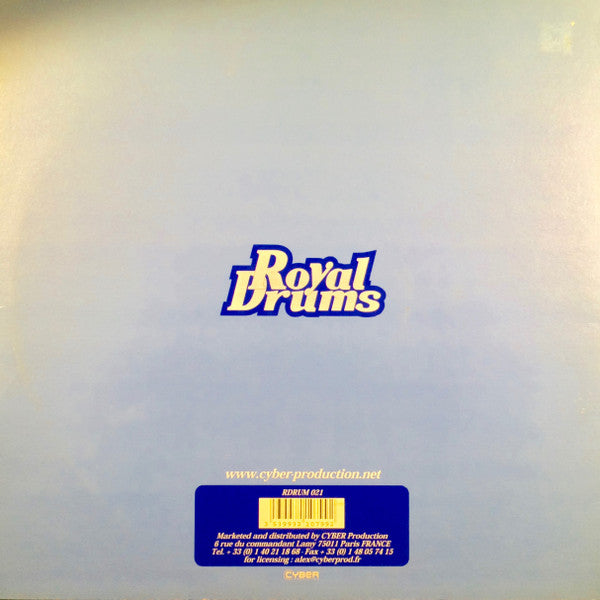 Royal
Drums
www.cyber-production.net
RDRUM 021
Marketed and distributed by CYBER Production
6 rue du commandant Lamy 75011 Paris FRANCE
Tel. + 33 (0) 1 40 21 18 68 - Fax + 33 (0) 1 48 05 74 15
for licensing : alex@cyberprod.fr
CYBER